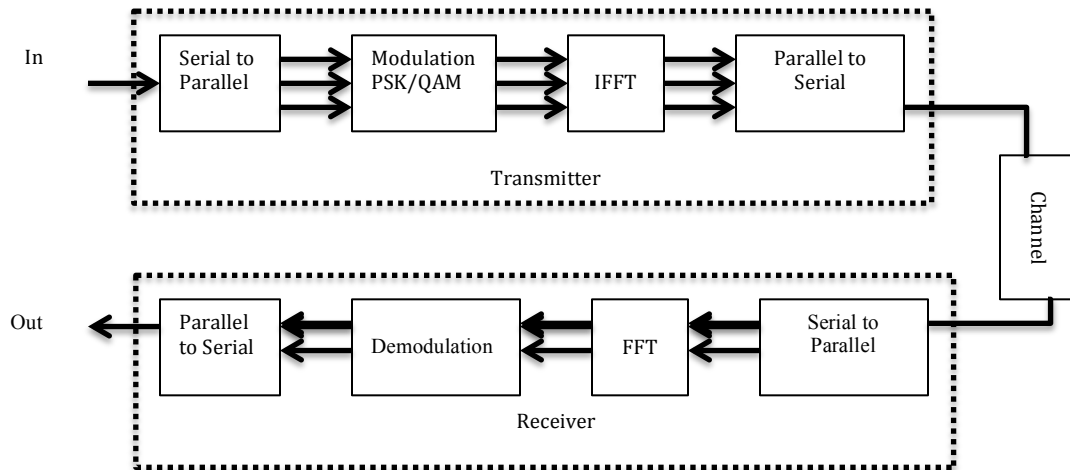 In
Serial to
Parallel
Modulation
PSK/QAM
IFFT
Parallel to
Serial
Transmitter
Channel
Out
Parallel
to Serial
Demodulation
FFT
Serial to
Parallel
Receiver